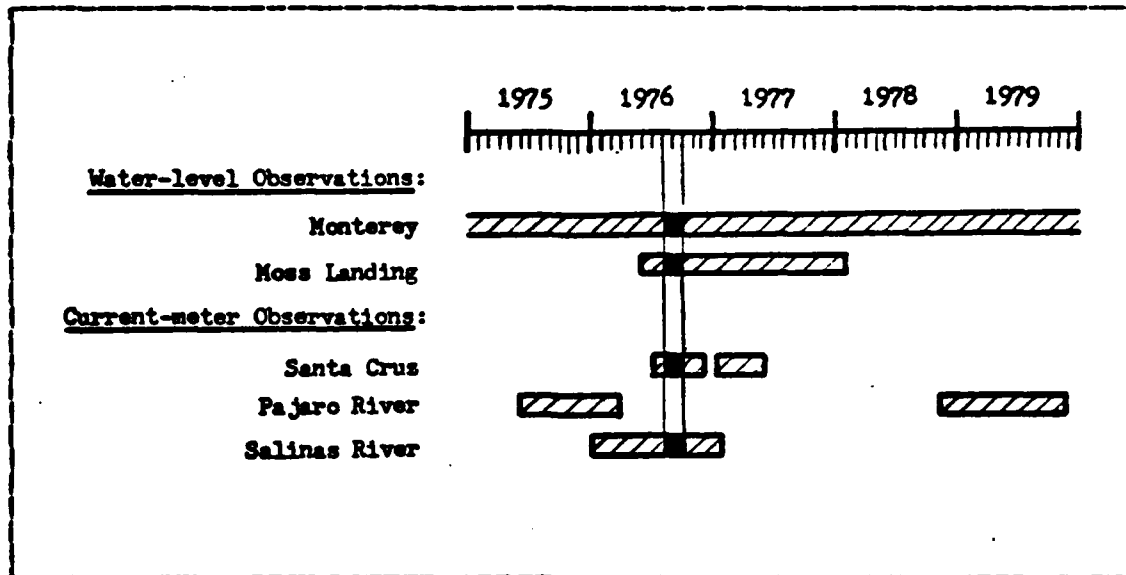 1975 1976 1977 1978 1979
Water-level Observations:
Monterey
Moss Landing
Current-meter Observations:
Santa Cruz
Pajaro River
Salinas River